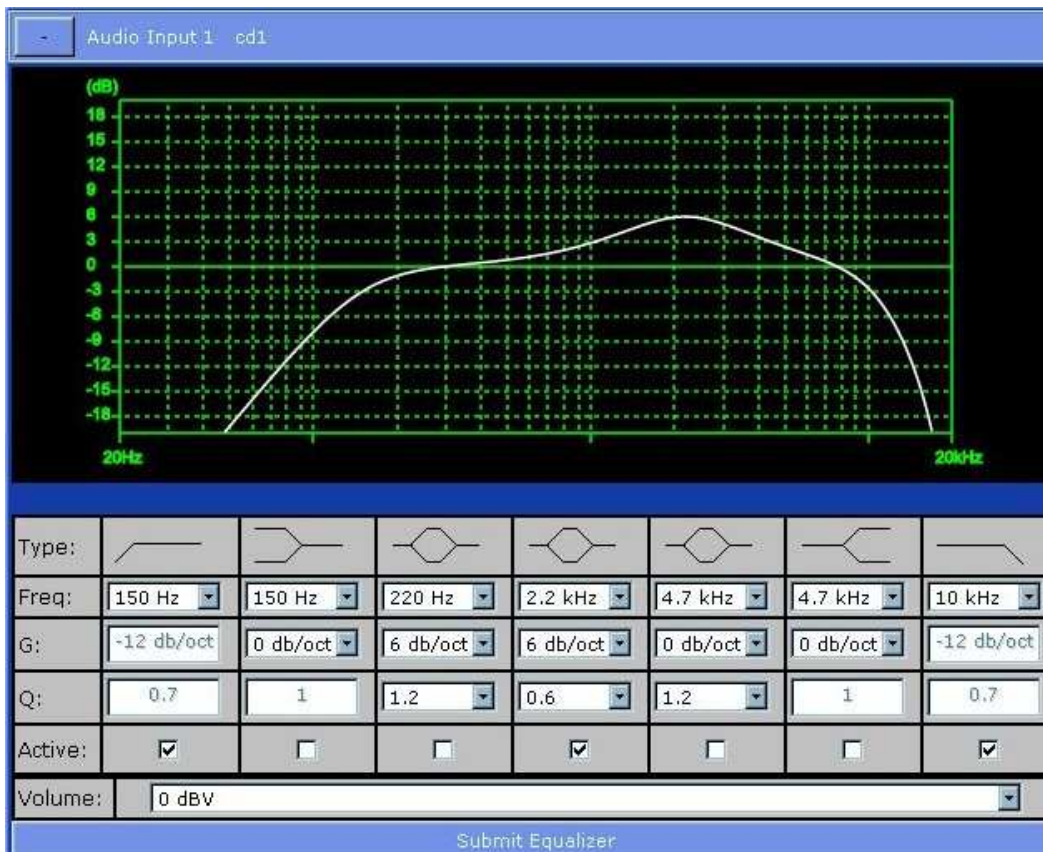 - Audio Input 1 cd1
(dB)
18
15
12
9
6
3
0
-3
-6
-9
-12
-15
-18
20Hz 20kHz
Type:
Freq: 150 Hz 150 Hz 220 Hz 2.2 kHz 4.7 kHz 4.7 kHz 10 kHz
G: -12 db/oct 0 db/oct 6 db/oct 6 db/oct 0 db/oct 0 db/oct -12 db/oct
Q: 0.7 1 1.2 0.6 1.2 1 0.7
Active:
Volume: 0 dBV
Submit Equalizer